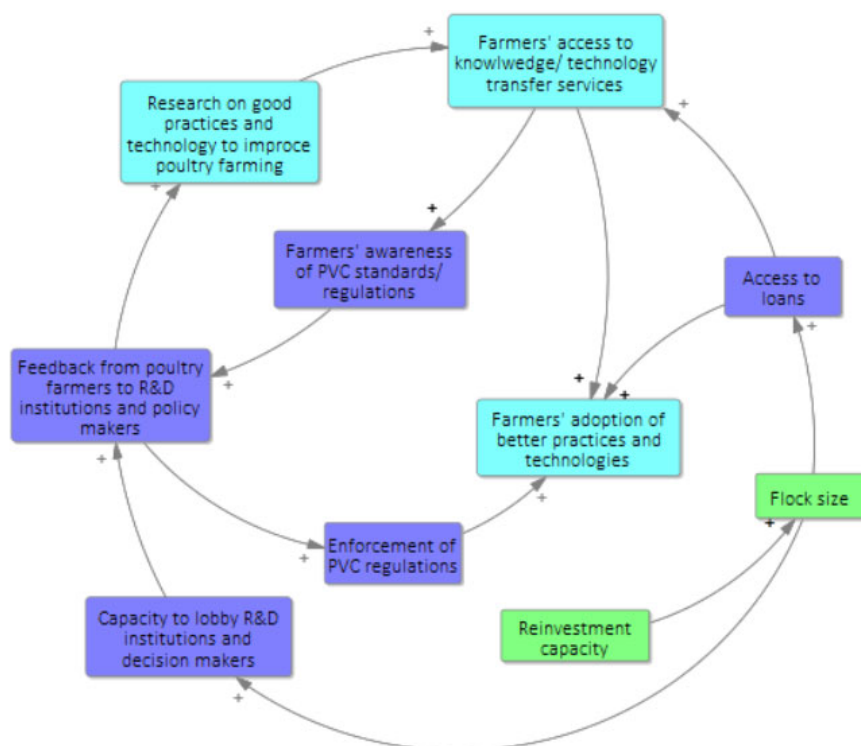 Farmers' access to
knowlwedge/ technology
transfer services
Research on good
practices and
technology to improce
poultry farming
Farmers' awareness
of PVC standards/
regulations
Access to
loans
Feedback from poultry
farmers to R&D
institutions and policy
makers
Farmers' adoption of
better practices and
technologies
Flock size
Enforcement of
PVC regulations
Capacity to lobby R&D
institutions and
decision makers
Reinvestment
capacity
+
+
+
+
+
+
+
+
+
+
+
+
+